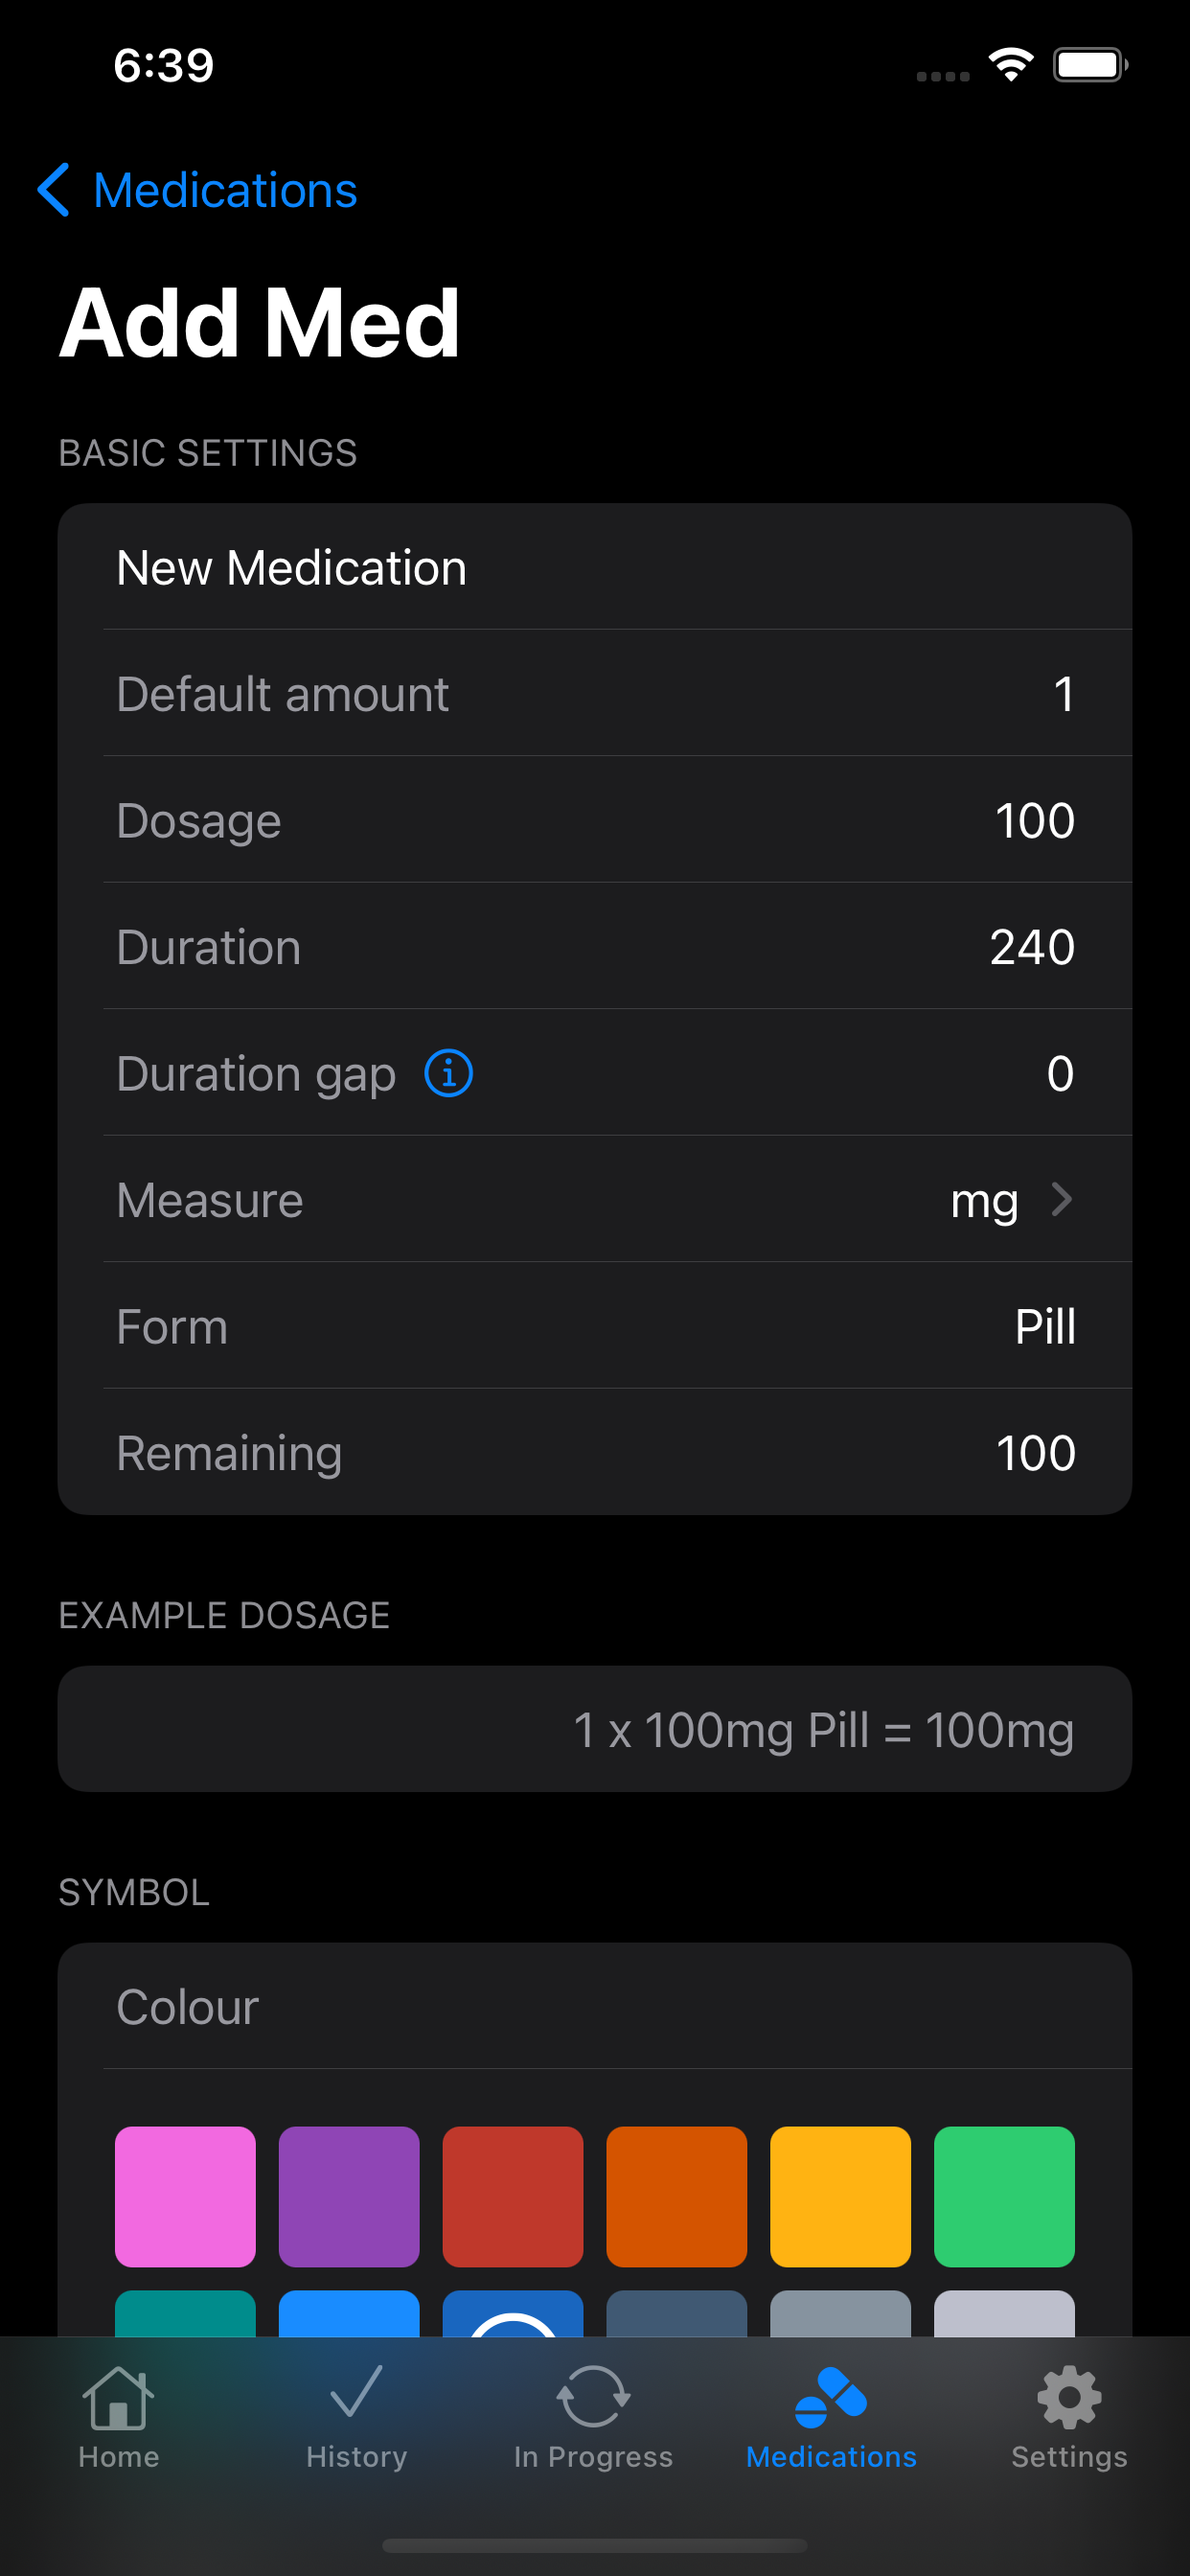 6:39
Medications
Add Med
BASIC SETTINGS
New Medication
Default amount 1
Dosage 100
Duration 240
Duration gap 0
Measure mg
Form Pill
Remaining 100
EXAMPLE DOSAGE
1 x 100mg Pill = 100mg
SYMBOL
Colour
Home History In Progress Medications Settings